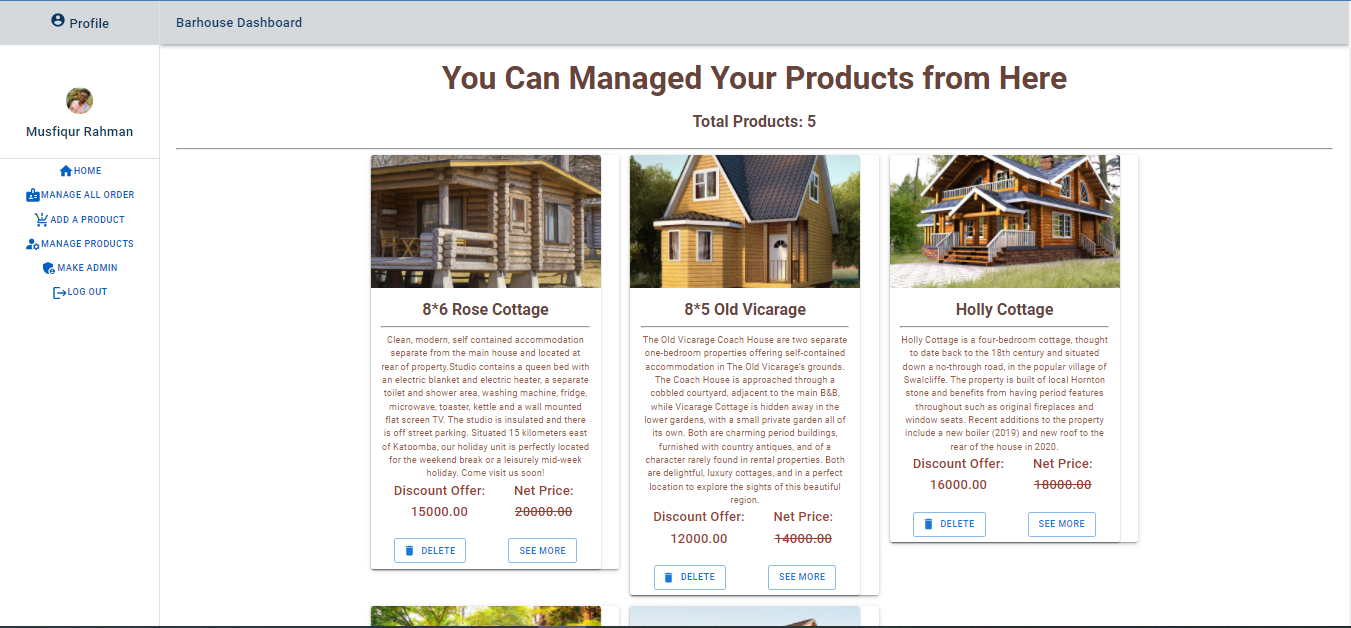 Profile
Barhouse Dashboard
Musfiqur Rahman
HOME
MANAGE ALL ORDER
ADD A PRODUCT
MANAGE PRODUCTS
MAKE ADMIN
LOG OUT
You Can Managed Your Products from Here
Total Products: 5
8*6 Rose Cottage
Clean, modern, self contained accommodation
separate from the main house and located at
rear of property.Studio contains a queen bed with
an electric blanket and electric heater, a separate
toilet and shower area, washing machine, fridge,
microwave, toaster, kettle and a wall mounted
flat screen TV. The studio is insulated and there
is off street parking. Situated 15 kilometers east
of Katoomba, our holiday unit is perfectly located
for the weekend break or a leisurely mid-week
holiday. Come visit us soon!
Discount Offer: Net Price:
15000.00 20000.00
DELETE SEE MORE
8*5 Old Vicarage
The Old Vicarage Coach House are two separate
one-bedroom properties offering self-contained
accommodation in The Old Vicarage's grounds.
The Coach House is approached through a
cobbled courtyard, adjacent to the main B&B,
while Vicarage Cottage is hidden away in the
lower gardens, with a small private garden all of
its own. Both are charming period buildings,
furnished with country antiques, and of a
character rarely found in rental properties. Both
are delightful, luxury cottages, and in a perfect
location to explore the sights of this beautiful
region.
Discount Offer: Net Price:
12000.00 14000.00
DELETE SEE MORE
Holly Cottage
Holly Cottage is a four-bedroom cottage, thought
to date back to the 18th century and situated
down a no-through road, in the popular village of
Swalcliffe. The property is built of local Hornton
stone and benefits from having period features
throughout such as original fireplaces and
window seats. Recent additions to the property
include a new boiler (2019) and new roof to the
rear of the house in 2020.
Discount Offer: Net Price:
16000.00 18000.00
DELETE SEE MORE